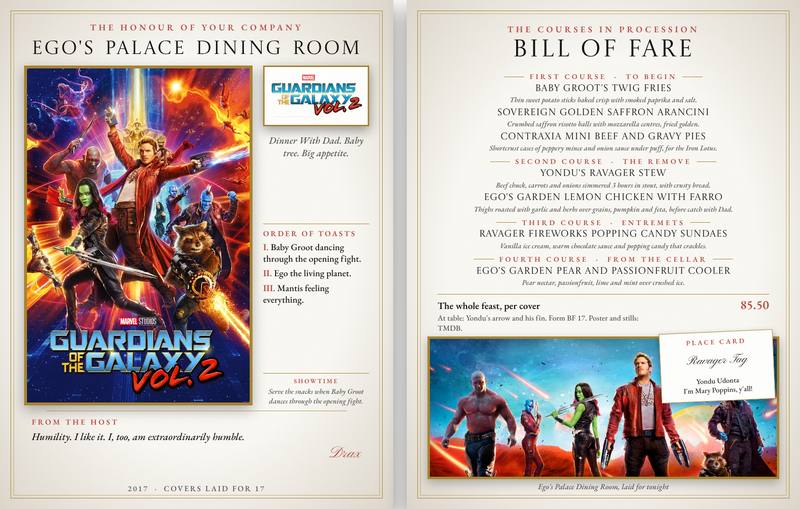 THE HONOUR OF YOUR COMPANY
EGO'S PALACE DINING ROOM
MARVEL STUDIOS
GUARDIANS
OF THE GALAXY
VOL. 2
MARVEL
GUARDIANS
OF THE GALAXY
VOL. 2
Dinner With Dad. Baby
tree. Big appetite.
ORDER OF TOASTS
I. Baby Groot dancing
through the opening fight.
II. Ego the living planet.
III. Mantis feeling
everything.
SHOWTIME
Serve the snacks when Baby Groot
dances through the opening fight.
FROM THE HOST
Humility. I like it. I, too, am extraordinarily humble.
Drax
2017 · COVERS LAID FOR 17
THE COURSES IN PROCESSION
BILL OF FARE
FIRST COURSE · TO BEGIN
BABY GROOT'S TWIG FRIES
Thin sweet potato sticks baked crisp with smoked paprika and salt.
SOVEREIGN GOLDEN SAFFRON ARANCINI
Crumbed saffron risotto balls with mozzarella centres, fried golden.
CONTRAXIA MINI BEEF AND GRAVY PIES
Shortcrust cases of peppery mince and onion sauce under puff, for the Iron Lotus.
SECOND COURSE · THE REMOVE
YONDU'S RAVAGER STEW
Beef chuck, carrots and onions simmered 3 hours in stout, with crusty bread.
EGO'S GARDEN LEMON CHICKEN WITH FARRO
Thighs roasted with garlic and herbs over grains, pumpkin and feta, before catch with Dad.
THIRD COURSE · ENTREMETS
RAVAGER FIREWORKS POPPING CANDY SUNDAES
Vanilla ice cream, warm chocolate sauce and popping candy that crackles.
FOURTH COURSE · FROM THE CELLAR
EGO'S GARDEN PEAR AND PASSIONFRUIT COOLER
Pear nectar, passionfruit, lime and mint over crushed ice.
The whole feast, per cover 85.50
At table: Yondu's arrow and his fin. Form BF 17. Poster and stills:
TMDB.
PLACE CARD
Ravager Tag
Yondu Udonta
I'm Mary Poppins, y'all!
Ego's Palace Dining Room, laid for tonight